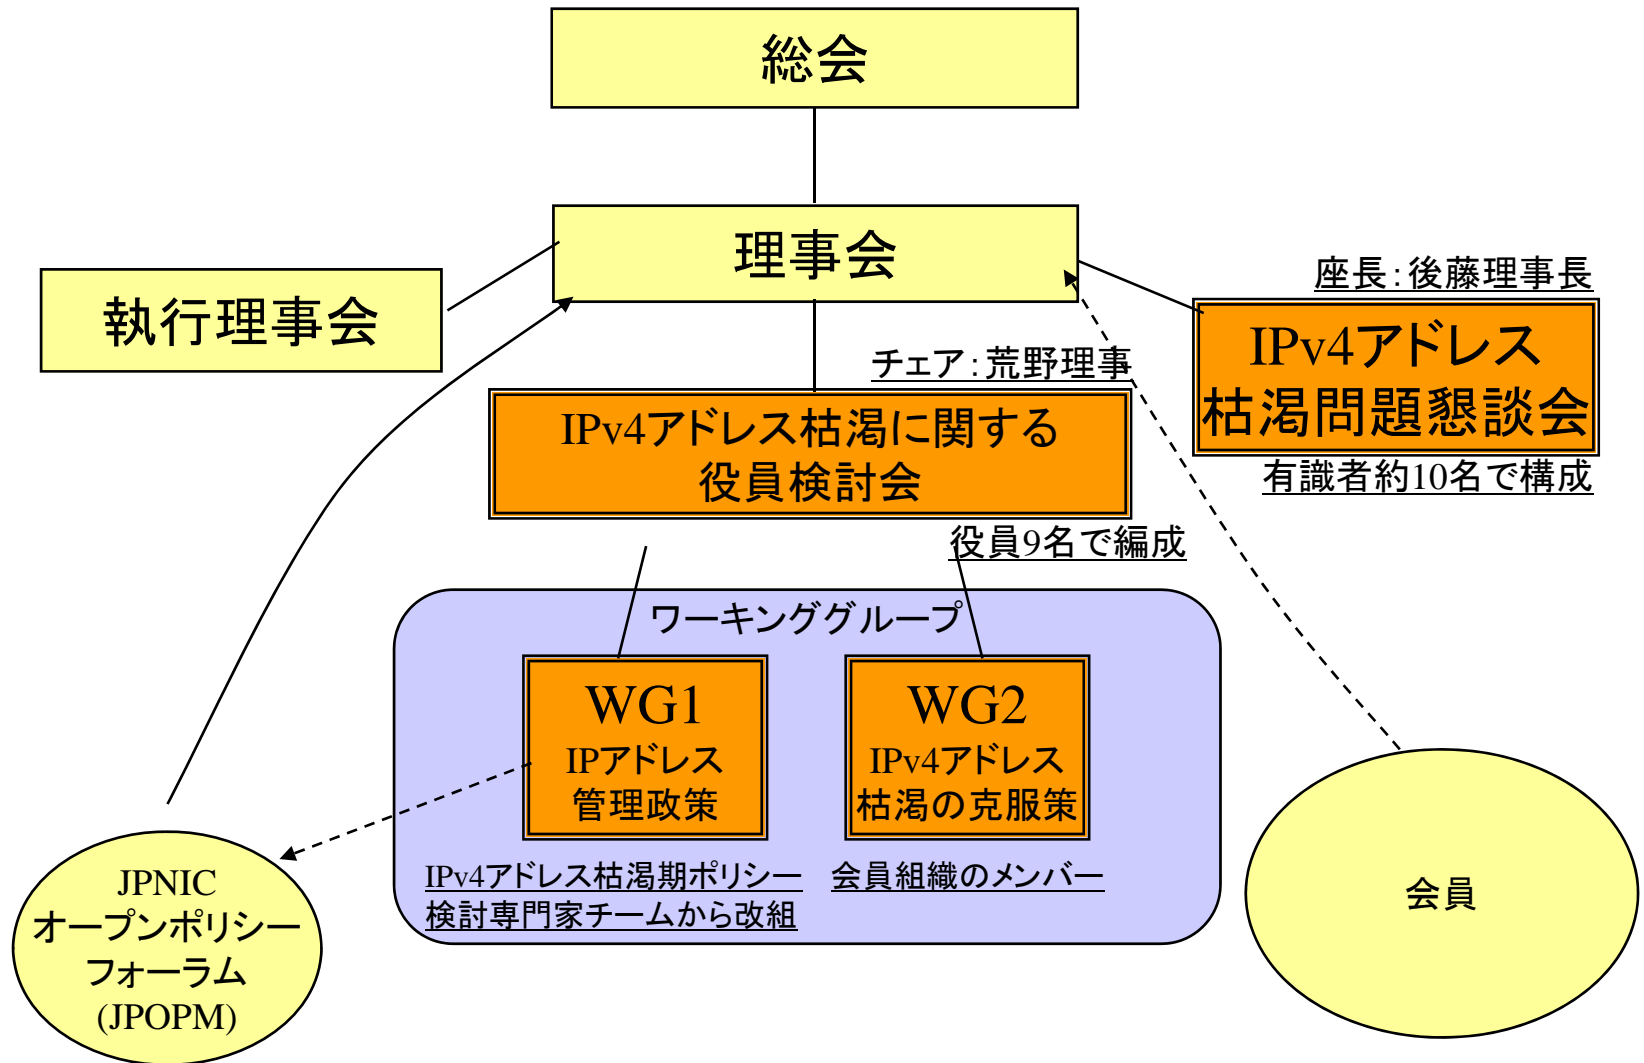 総会
理事会
執行理事会
座長：後藤理事長
IPv4アドレス
枯渇問題懇談会
有識者約10名で構成
チェア：荒野理事
IPv4アドレス枯渇に関する
役員検討会
役員9名で編成
ワーキンググループ
WG1
IPアドレス
管理政策
IPv4アドレス枯渇期ポリシー
検討専門家チームから改組
WG2
IPv4アドレス
枯渇の克服策
会員組織のメンバー
JPNIC
オープンポリシー
フォーラム
(JPOPM)
会員